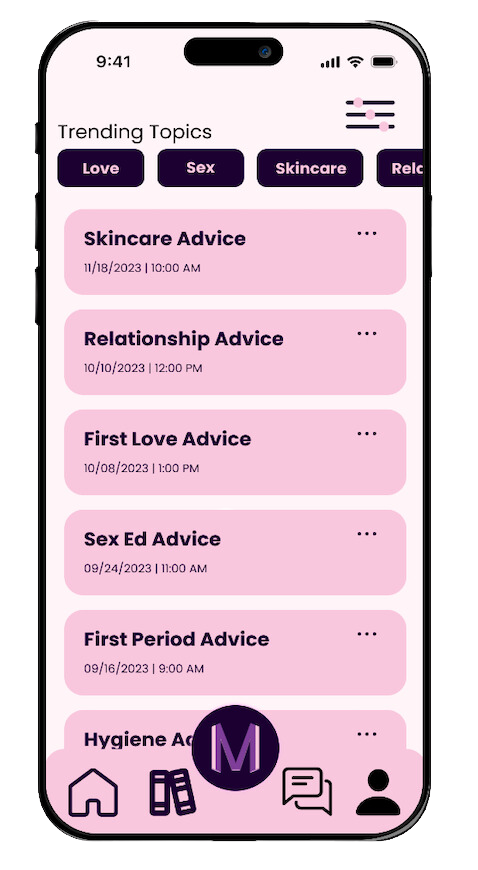 9:41
Trending Topics
Love Sex Skincare Rela
Skincare Advice
11/18/2023 | 10:00 AM
Relationship Advice
10/10/2023 | 12:00 PM
First Love Advice
10/08/2023 | 1:00 PM
Sex Ed Advice
09/24/2023 | 11:00 AM
First Period Advice
09/16/2023 | 9:00 AM
Hygiene
M